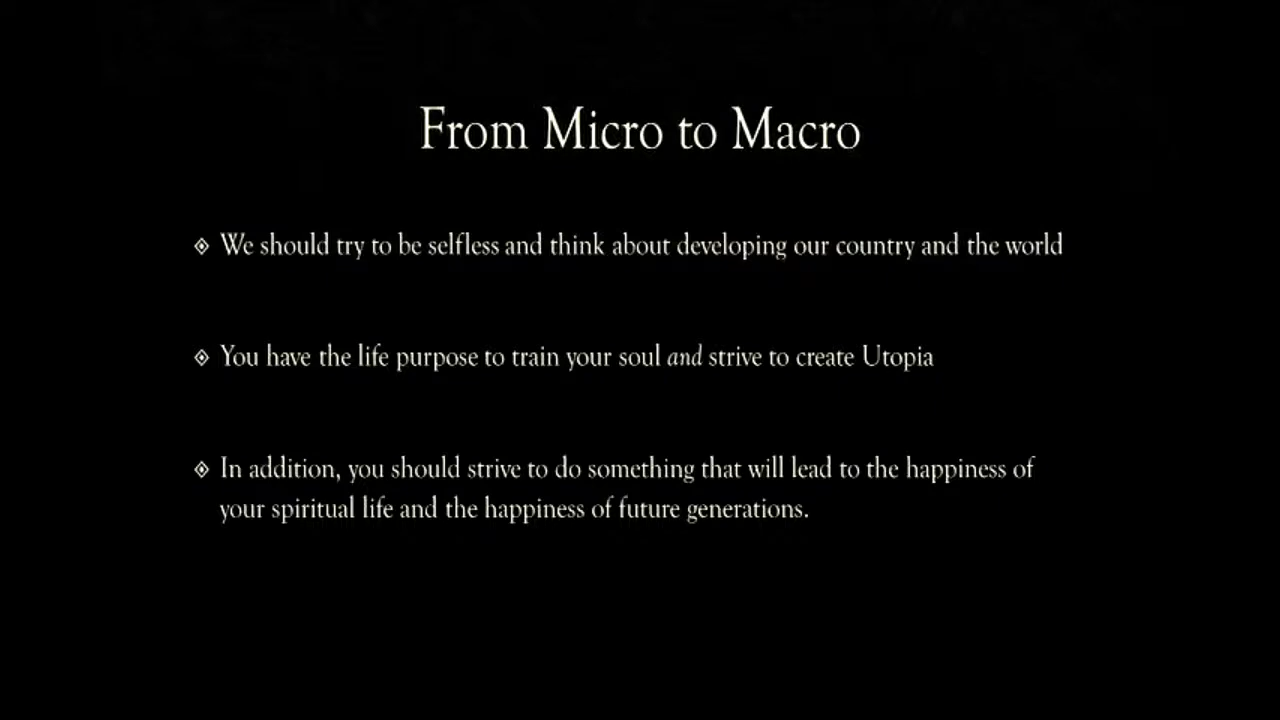 From Micro to Macro
We should try to be selfless and think about developing our country and the world
You have the life purpose to train your soul and strive to create Utopia
In addition, you should strive to do something that will lead to the happiness of
your spiritual life and the happiness of future generations.